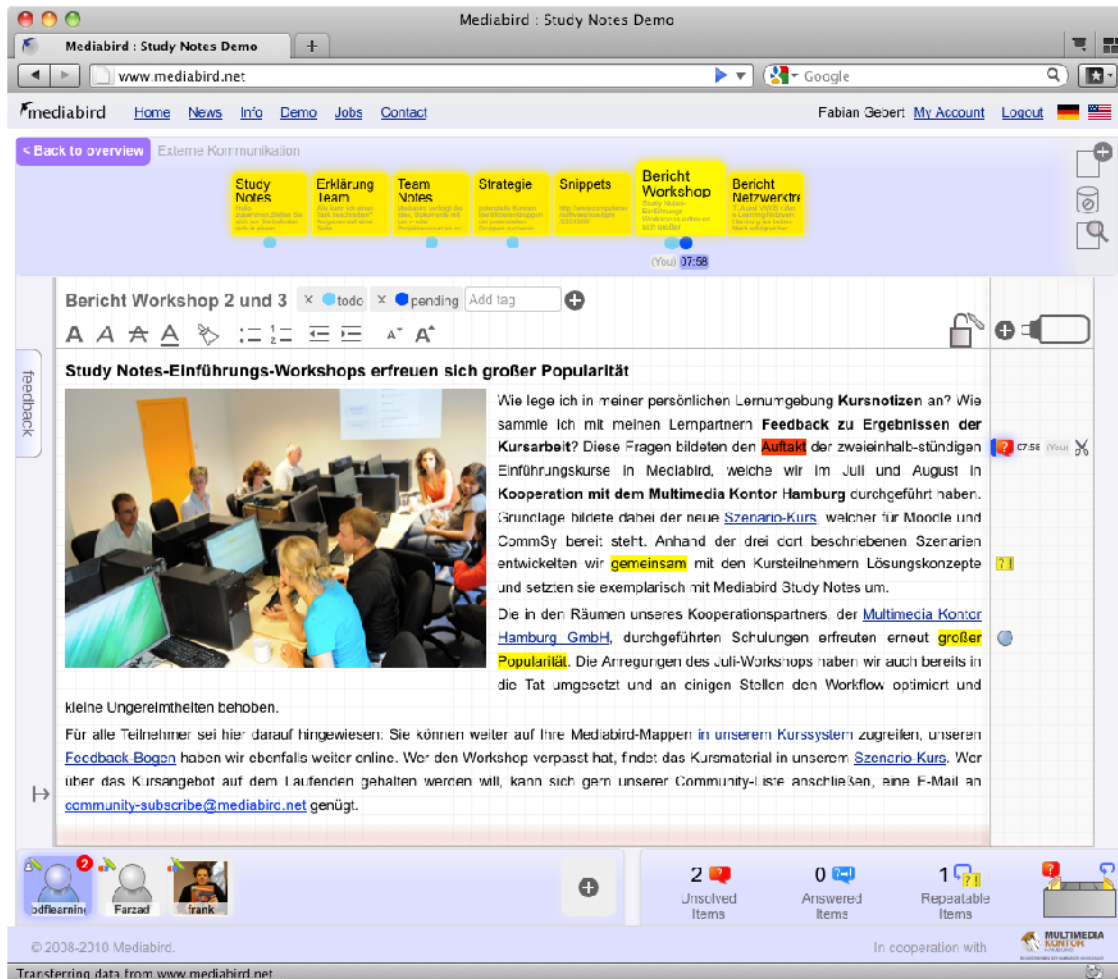 Mediabird : Study Notes Demo
Mediabird : Study Notes Demo
www.mediabird.net
Google
mediabird Home News Info Demo Jobs Contact
Fabian Gebert My Account Logout
< Back to overview Externe Kommunikation
Study Notes
Erklärung Team
Team Notes
Strategie
Snippets
Bericht Workshop
Bericht Netzwerktre
(You) 07:58
Bericht Workshop 2 und 3 × todo × pending Add tag
feedback
Study Notes-Einführungs-Workshops erfreuen sich großer Popularität
Wie lege ich in meiner persönlichen Lernumgebung Kursnotizen an? Wie
sammle ich mit meinen Lernpartnern Feedback zu Ergebnissen der
Kursarbeit? Diese Fragen bildeten den Auftakt der zweieinhalb-stündigen
07:58 (You)
Einführungskurse in Mediabird, welche wir im Juli und August in
Kooperation mit dem Multimedia Kontor Hamburg durchgeführt haben.
Grundlage bildete dabei der neue Szenario-Kurs, welcher für Moodle und
CommSy bereit steht. Anhand der drei dort beschriebenen Szenarien
entwickelten wir gemeinsam mit den Kursteilnehmern Lösungskonzepte
?!
und setzten sie exemplarisch mit Mediabird Study Notes um.
Die in den Räumen unseres Kooperationspartners, der Multimedia Kontor
Hamburg GmbH, durchgeführten Schulungen erfreuten erneut großer
Popularität. Die Anregungen des Juli-Workshops haben wir auch bereits in
die Tat umgesetzt und an einigen Stellen den Workflow optimiert und
kleine Ungereimtheiten behoben.
Für alle Teilnehmer sei hier darauf hingewiesen: Sie können weiter auf Ihre Mediabird-Mappen in unserem Kurssystem zugreifen, unseren
Feedback-Bogen haben wir ebenfalls weiter online. Wer den Workshop verpasst hat, findet das Kursmaterial in unserem Szenario-Kurs. Wer
über das Kursangebot auf dem Laufenden gehalten werden will, kann sich gern unserer Community-Liste anschließen, eine E-Mail an
community-subscribe@mediabird.net genügt.
2
odflearning Farzad frank
2
Unsolved
Items
0
Answered
Items
1
Repeatable
Items
© 2008-2010 Mediabird.
In cooperation with
MULTIMEDIA
KONTOR
HAMBURG
Transferring data from www.mediabird.net